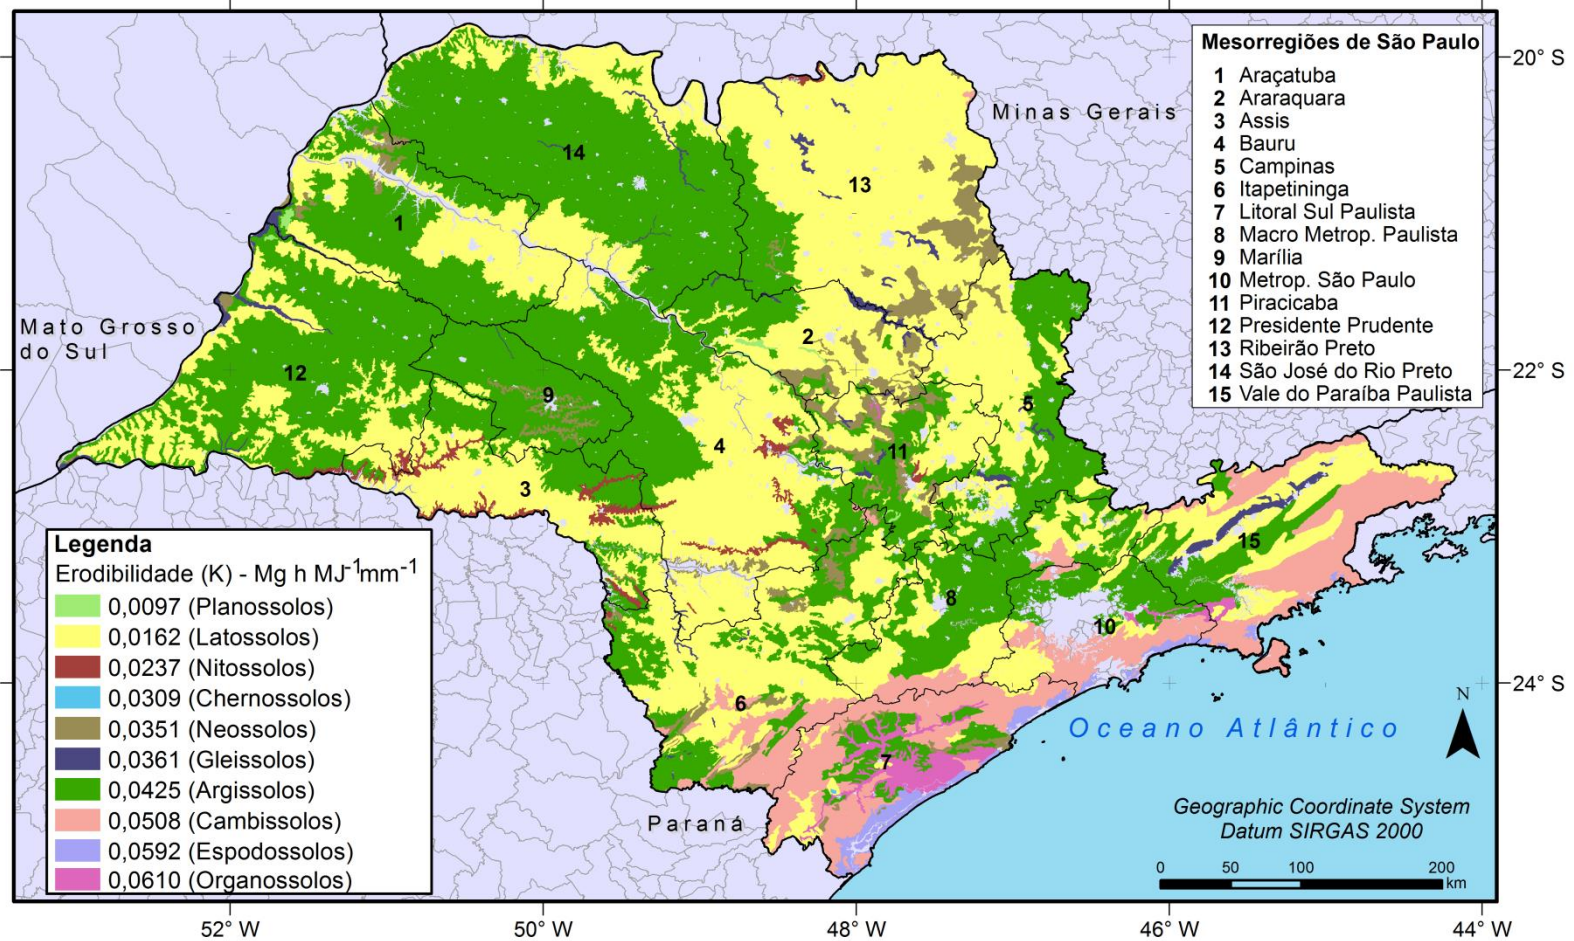 Mesorregiões de São Paulo
1 Araçatuba
2 Araraquara
3 Assis
4 Bauru
5 Campinas
6 Itapetininga
7 Litoral Sul Paulista
8 Macro Metrop. Paulista
9 Marília
10 Metrop. São Paulo
11 Piracicaba
12 Presidente Prudente
13 Ribeirão Preto
14 São José do Rio Preto
15 Vale do Paraíba Paulista
20° S
Minas Gerais
14
13
1
Mato Grosso
do Sul
2
12
22° S
9
5
4
11
3
15
8
10
6
24° S
7
N
Oceano Atlântico
Paraná
Geographic Coordinate System
Datum SIRGAS 2000
0 50 100 200
km
Legenda
Erodibilidade (K) - Mg h MJ⁻¹mm⁻¹
0,0097 (Planossolos)
0,0162 (Latossolos)
0,0237 (Nitossolos)
0,0309 (Chernossolos)
0,0351 (Neossolos)
0,0361 (Gleissolos)
0,0425 (Argissolos)
0,0508 (Cambissolos)
0,0592 (Espodossolos)
0,0610 (Organossolos)
52° W 50° W 48° W 46° W 44° W